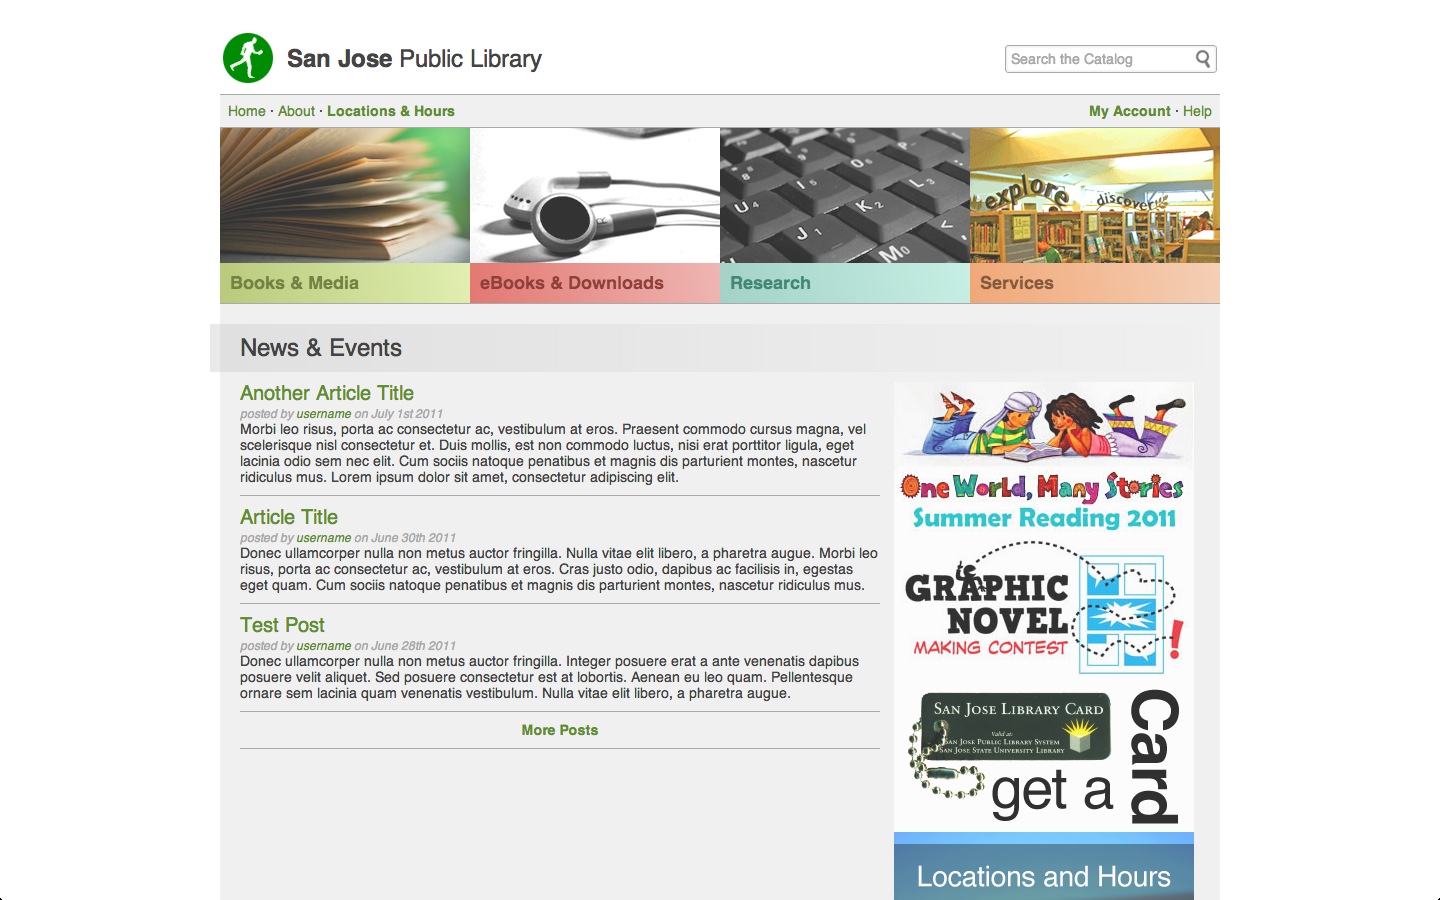 San Jose Public Library
Search the Catalog
Home · About · Locations & Hours
My Account · Help
explore
discover
U 4
I 5
O
P
J 1
K 2
L 3
M 0
<
R
Books & Media
eBooks & Downloads
Research
Services
News & Events
Another Article Title
posted by username on July 1st 2011
Morbi leo risus, porta ac consectetur ac, vestibulum at eros. Praesent commodo cursus magna, vel
scelerisque nisl consectetur et. Duis mollis, est non commodo luctus, nisi erat porttitor ligula, eget
lacinia odio sem nec elit. Cum sociis natoque penatibus et magnis dis parturient montes, nascetur
ridiculus mus. Lorem ipsum dolor sit amet, consectetur adipiscing elit.
Article Title
posted by username on June 30th 2011
Donec ullamcorper nulla non metus auctor fringilla. Nulla vitae elit libero, a pharetra augue. Morbi leo
risus, porta ac consectetur ac, vestibulum at eros. Cras justo odio, dapibus ac facilisis in, egestas
eget quam. Cum sociis natoque penatibus et magnis dis parturient montes, nascetur ridiculus mus.
Test Post
posted by username on June 28th 2011
Donec ullamcorper nulla non metus auctor fringilla. Integer posuere erat a ante venenatis dapibus
posuere velit aliquet. Sed posuere consectetur est at lobortis. Aenean eu leo quam. Pellentesque
ornare sem lacinia quam venenatis vestibulum. Nulla vitae elit libero, a pharetra augue.
More Posts
One World, Many Stories
Summer Reading 2011
GRAPHIC
NOVEL
MAKING CONTEST
!
San Jose Library Card
Valid at:
San Jose Public Library System
San Jose State University Library
get a
Card
Locations and Hours